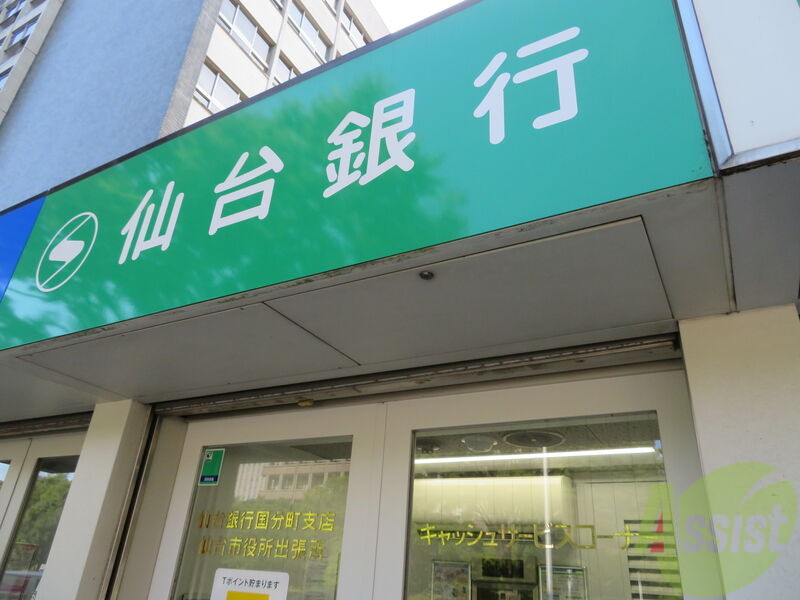 仙台銀行
仙台銀行国分町支店
仙台市役所出張所
キャッシュサービスコーナー
Tポイント貯まります
Assist